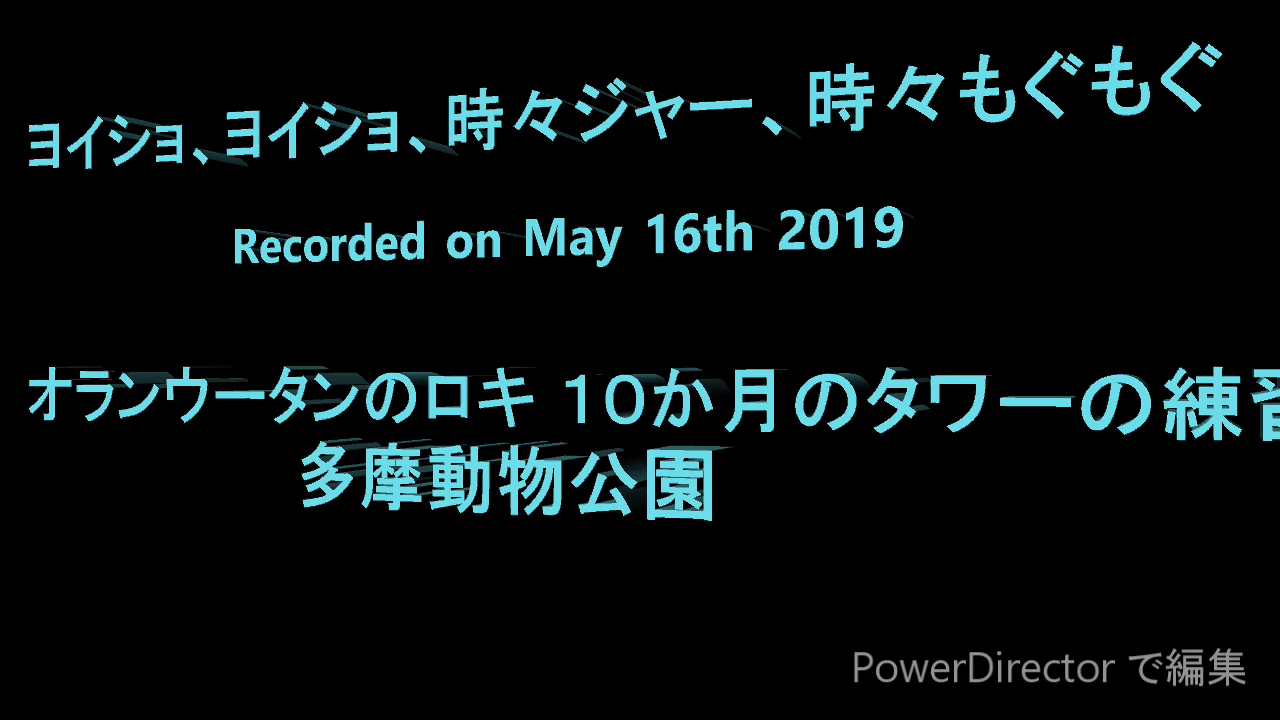 ヨイショ、ヨイショ、時々ジャー、時々もぐもぐ
Recorded on May 16th 2019
オランウータンのロキ 10か月のタワーの練習
多摩動物公園
PowerDirector で編集